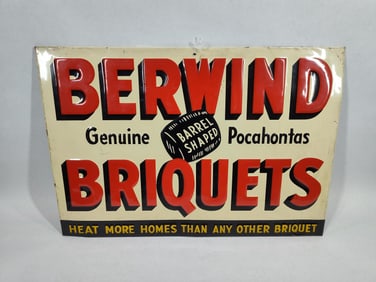 BERWIND
Genuine BARREL SHAPED Pocahontas
BRIQUETS
HEAT MORE HOMES THAN ANY OTHER BRIQUET